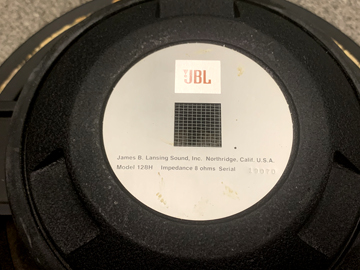 JBL
James B. Lansing Sound, Inc. Northridge, Calif. U.S.A.
Model 128H Impedance 8 ohms Serial